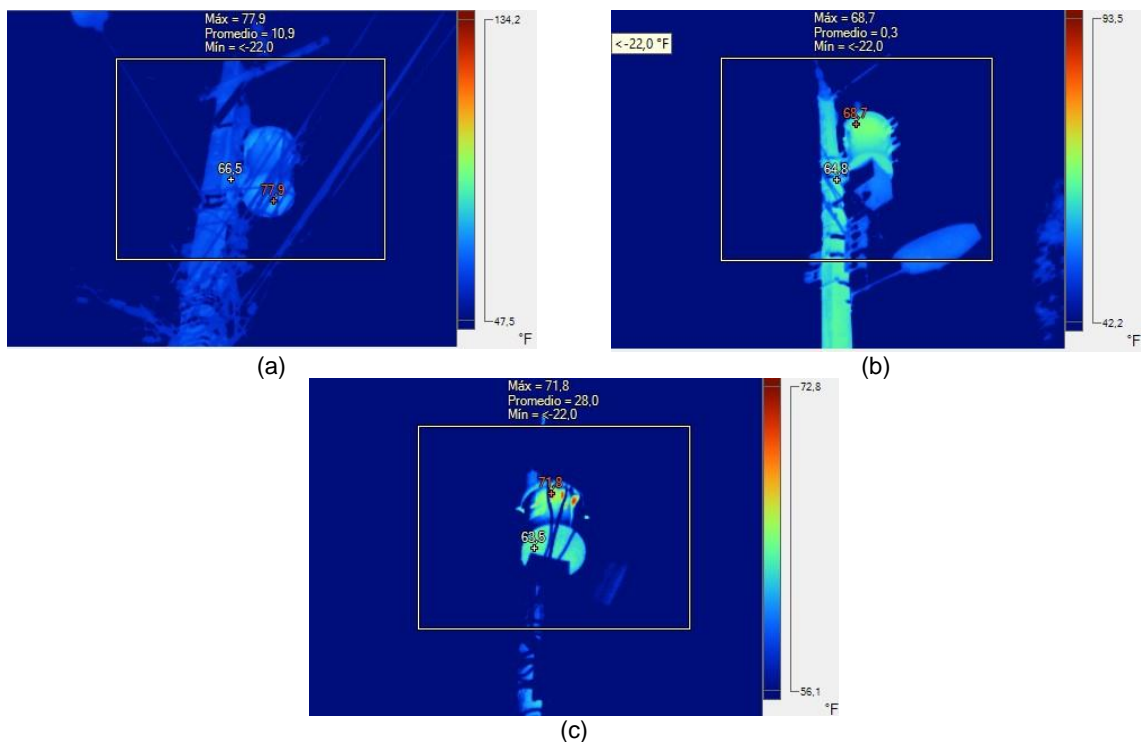 Máx = 77,9
Promedio = 10,9
Mín = <-22,0
134,2
66,5
77,9
47,5
°F
(a)
Máx = 68,7
Promedio = 0,3
Mín = <-22,0
93,5
<-22,0 °F
68,7
64,8
42,2
°F
(b)
Máx = 71,8
Promedio = 28,0
Mín = <-22,0
72,8
71,8
63,5
56,1
°F
(c)